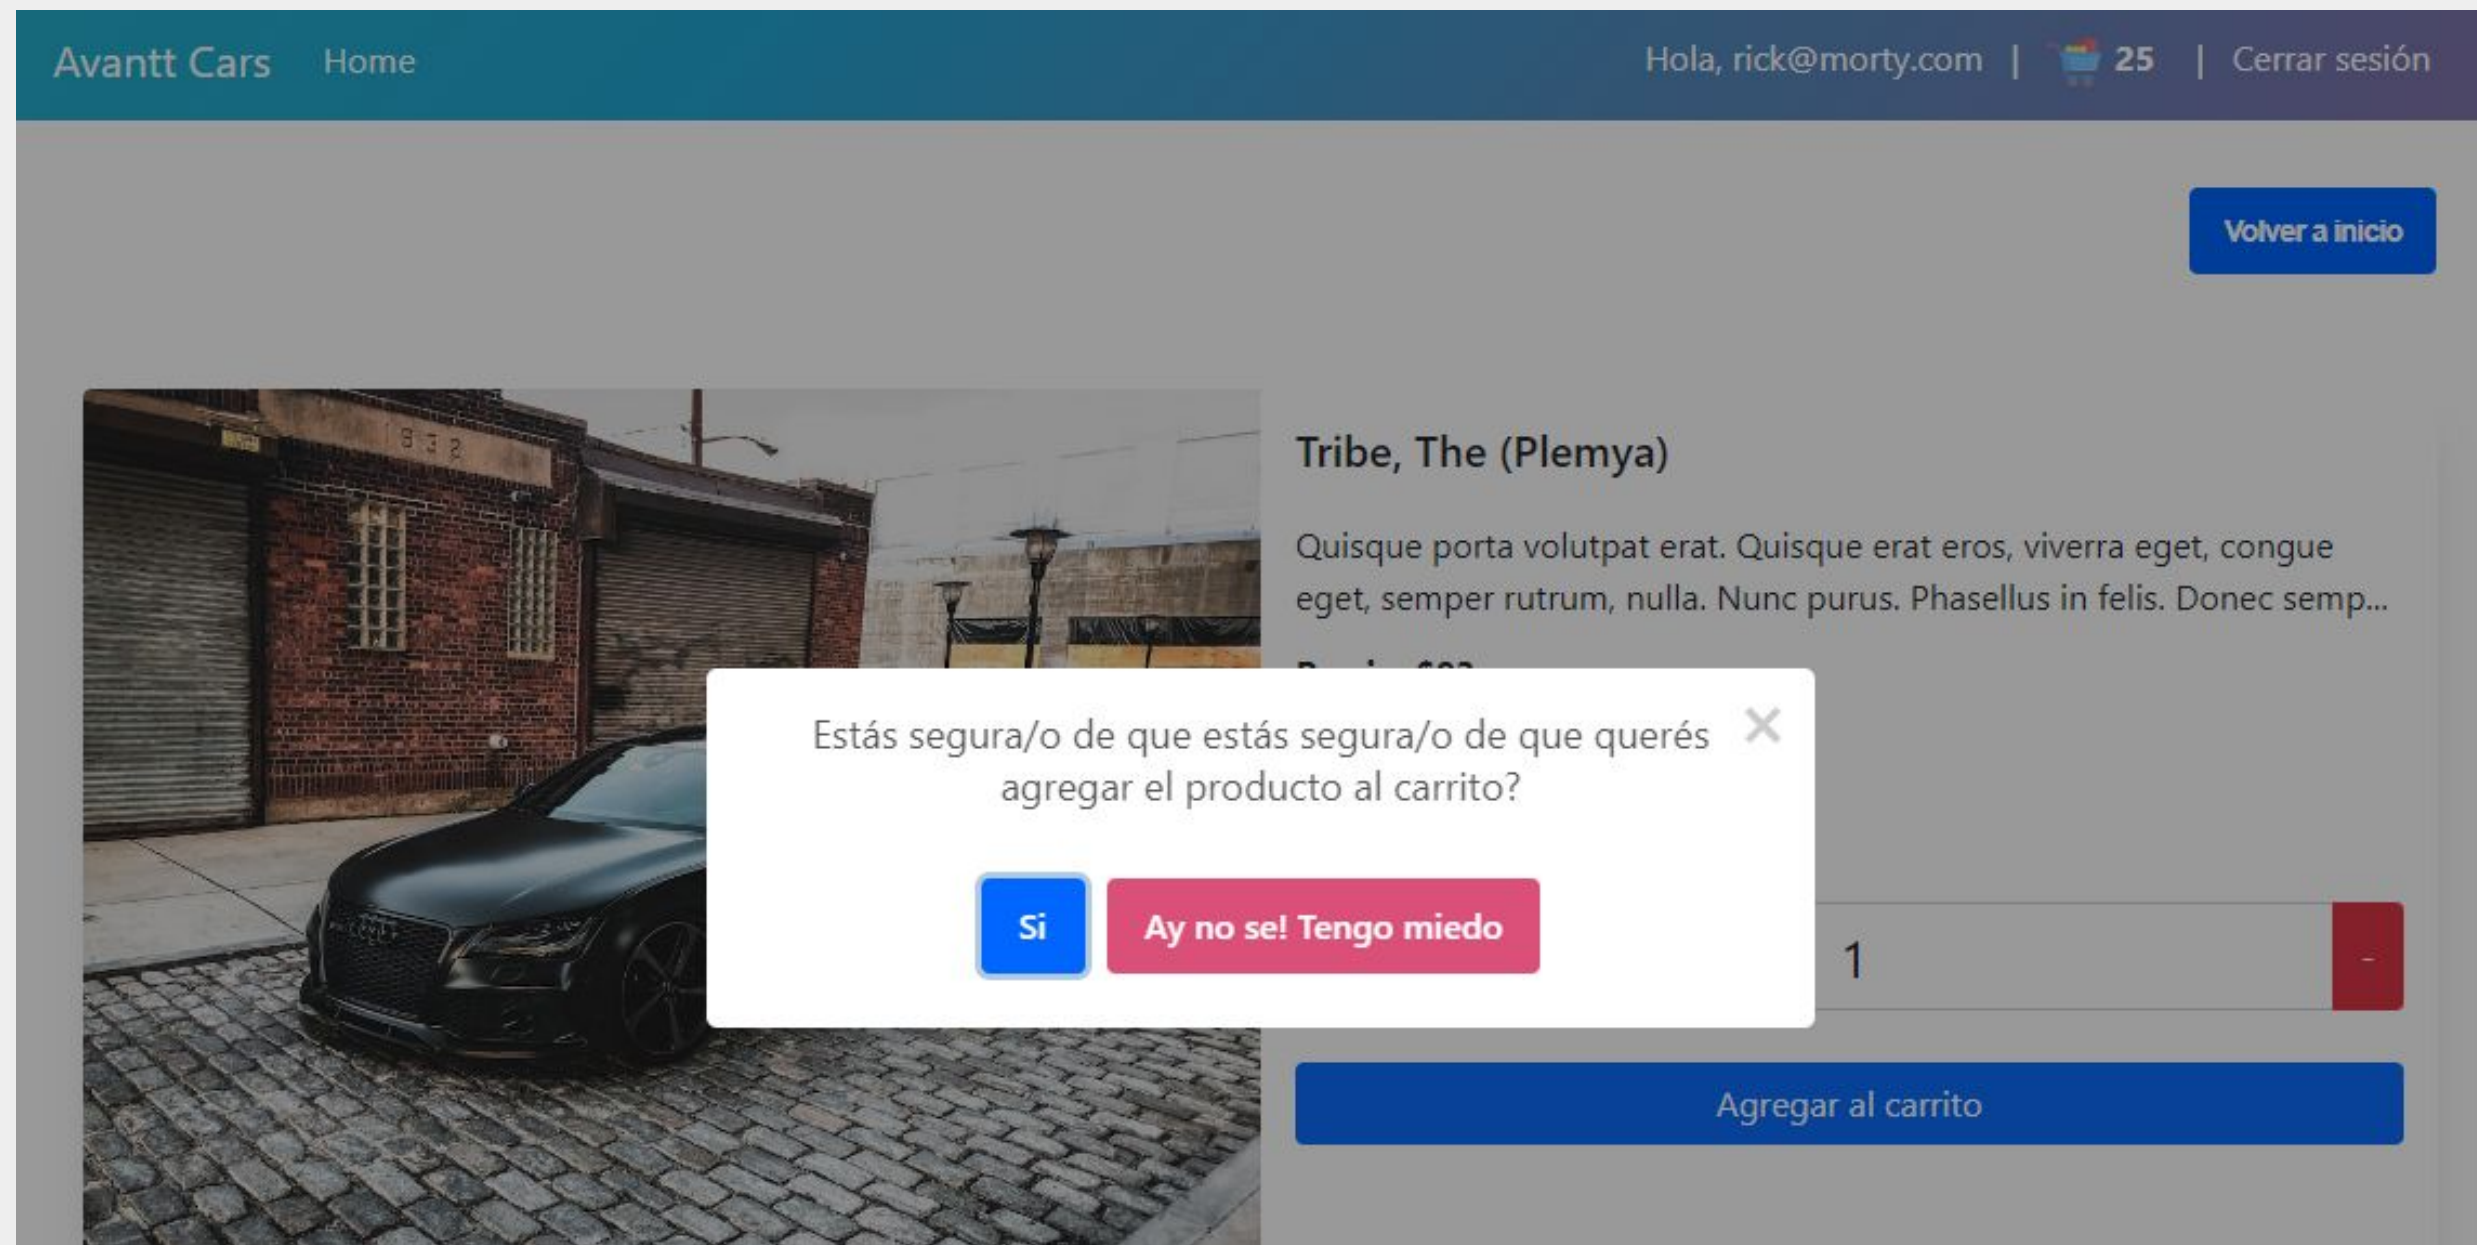 Avantt Cars Home Hola, rick@morty.com | 25 | Cerrar sesión
Volver a inicio
1932
Tribe, The (Plemya)
Quisque porta volutpat erat. Quisque erat eros, viverra eget, congue
eget, semper rutrum, nulla. Nunc purus. Phasellus in felis. Donec semp...
Estás segura/o de que estás segura/o de que querés
agregar el producto al carrito?
×
Si Ay no se! Tengo miedo
1 -
Agregar al carrito